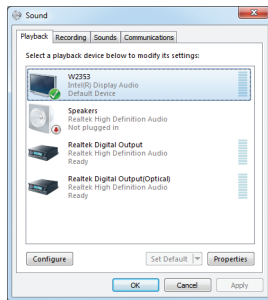 Sound
Playback Recording Sounds Communications
Select a playback device below to modify its settings:
W2353
Intel(R) Display Audio
Default Device
Speakers
Realtek High Definition Audio
Not plugged in
Realtek Digital Output
Realtek High Definition Audio
Ready
Realtek Digital Output(Optical)
Realtek High Definition Audio
Ready
Configure Set Default Properties
OK Cancel Apply